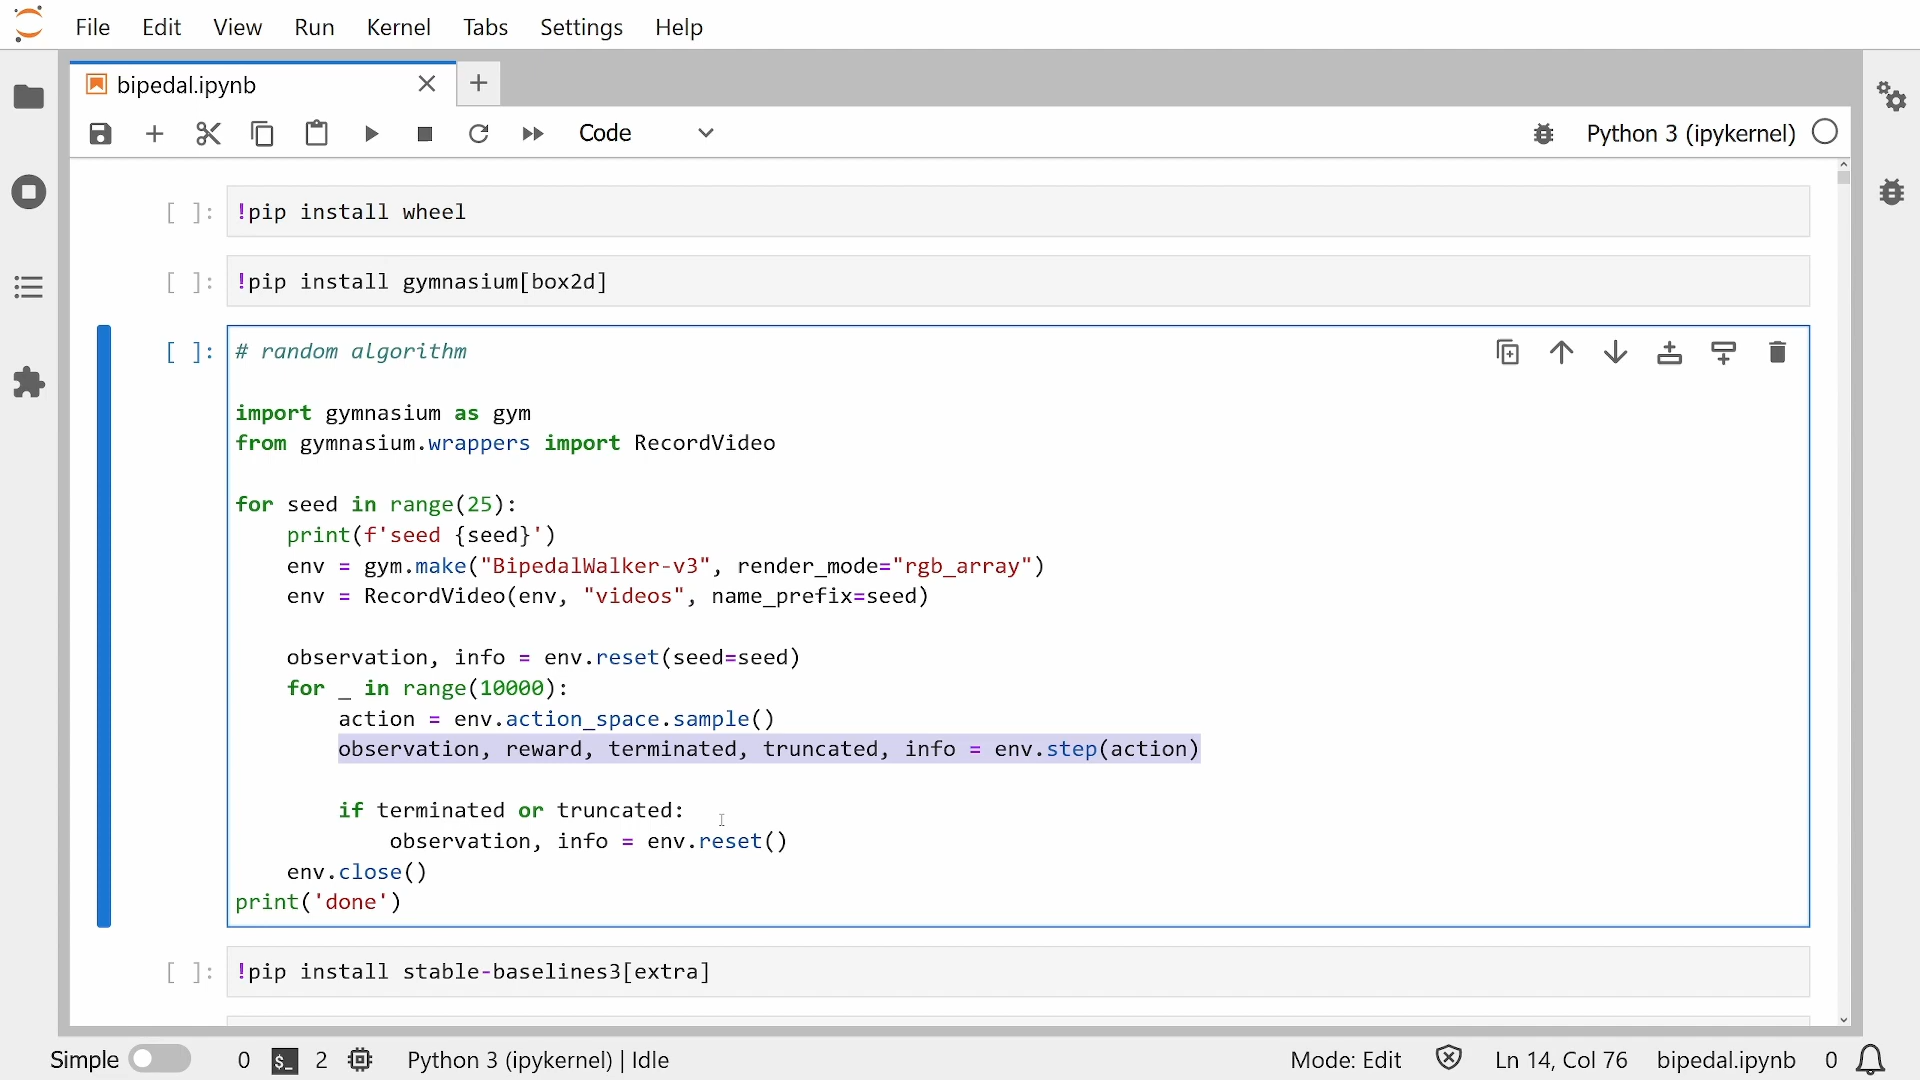 File Edit View Run Kernel Tabs Settings Help
bipedal.ipynb
Code
Python 3 (ipykernel)
[ ]: !pip install wheel
[ ]: !pip install gymnasium[box2d]
[ ]: # random algorithm
import gymnasium as gym
from gymnasium.wrappers import RecordVideo
for seed in range(25):
print(f'seed {seed}')
env = gym.make("BipedalWalker-v3", render_mode="rgb_array")
env = RecordVideo(env, "videos", name_prefix=seed)
observation, info = env.reset(seed=seed)
for _ in range(10000):
action = env.action_space.sample()
observation, reward, terminated, truncated, info = env.step(action)
if terminated or truncated:
observation, info = env.reset()
env.close()
print('done')
[ ]: !pip install stable-baselines3[extra]
Simple 0 $_ 2 Python 3 (ipykernel) | Idle Mode: Edit Ln 14, Col 76 bipedal.ipynb 0